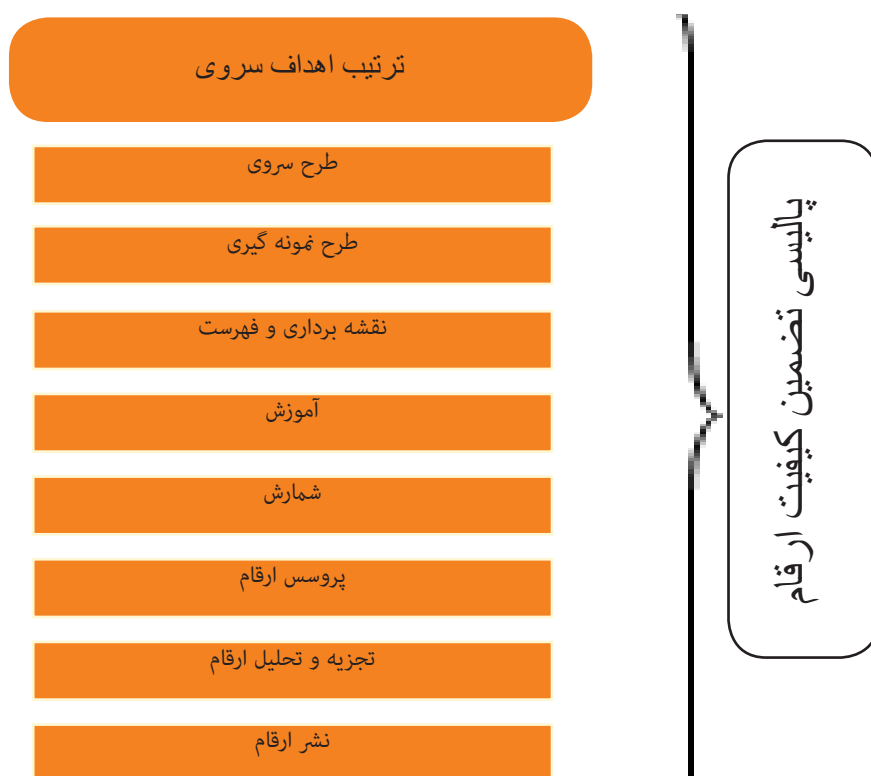 ترتیب اهداف سروی
طرح سروی
طرح نمونه گیری
نقشه برداری و فهرست
آموزش
شمارش
پروسس ارقام
تجزیه و تحلیل ارقام
نشر ارقام
پالیسی تضمین کیفیت ارقام